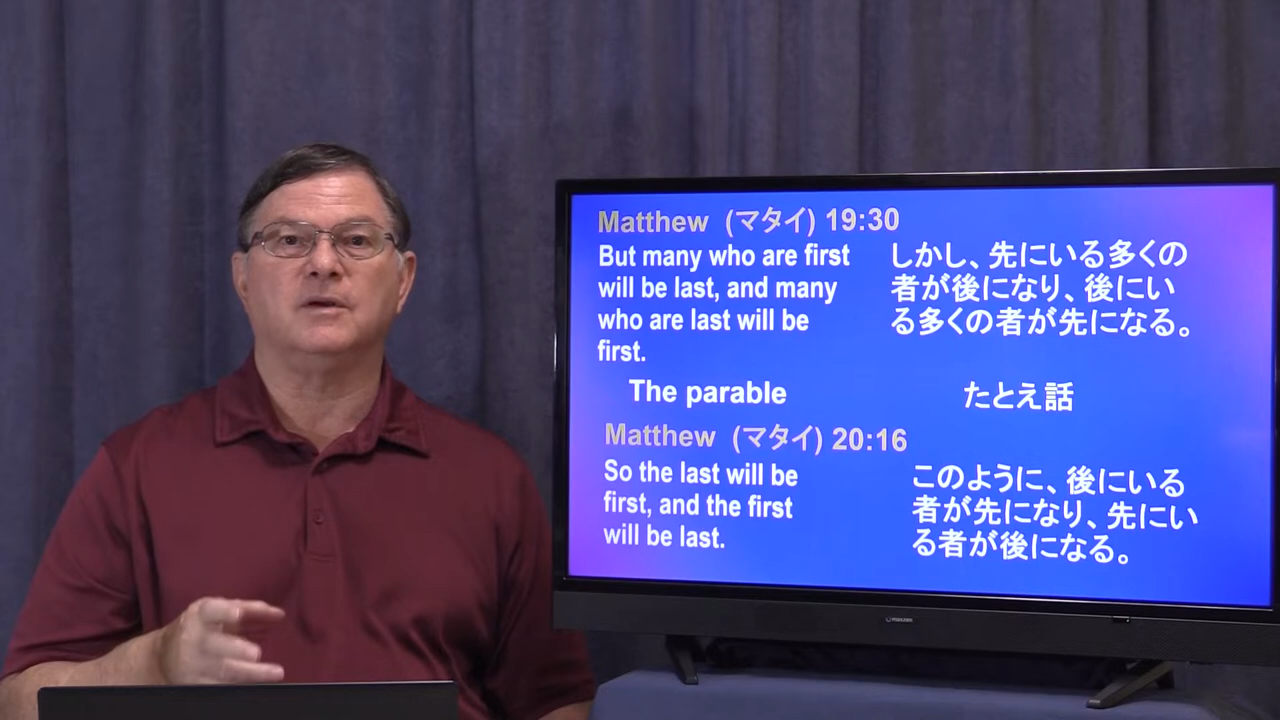 Matthew (マタイ) 19:30
But many who are first
will be last, and many
who are last will be
first.
しかし、先にいる多くの
者が後になり、後にい
る多くの者が先になる。
The parable
たとえ話
Matthew (マタイ) 20:16
So the last will be
first, and the first
will be last.
このように、後にいる
者が先になり、先にい
る者が後になる。